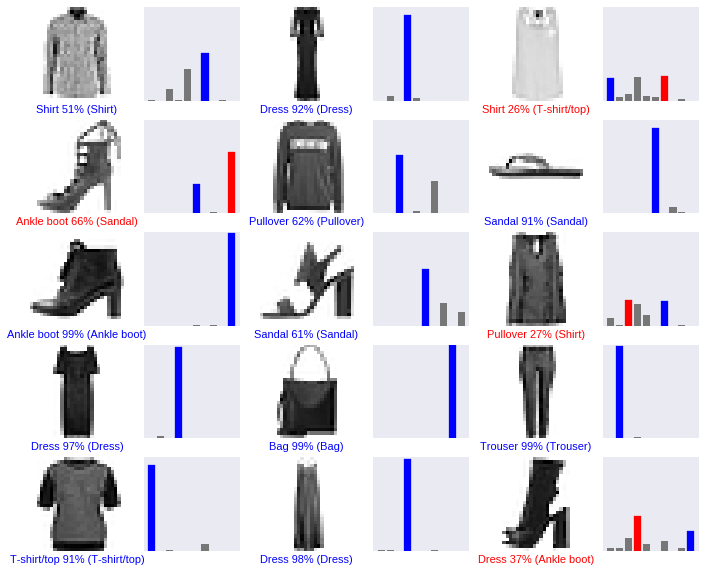 Shirt 51% (Shirt)
Dress 92% (Dress)
Shirt 26% (T-shirt/top)
Ankle boot 66% (Sandal)
Pullover 62% (Pullover)
Sandal 91% (Sandal)
Ankle boot 99% (Ankle boot)
Sandal 61% (Sandal)
Pullover 27% (Shirt)
Dress 97% (Dress)
Bag 99% (Bag)
Trouser 99% (Trouser)
T-shirt/top 91% (T-shirt/top)
Dress 98% (Dress)
Dress 37% (Ankle boot)